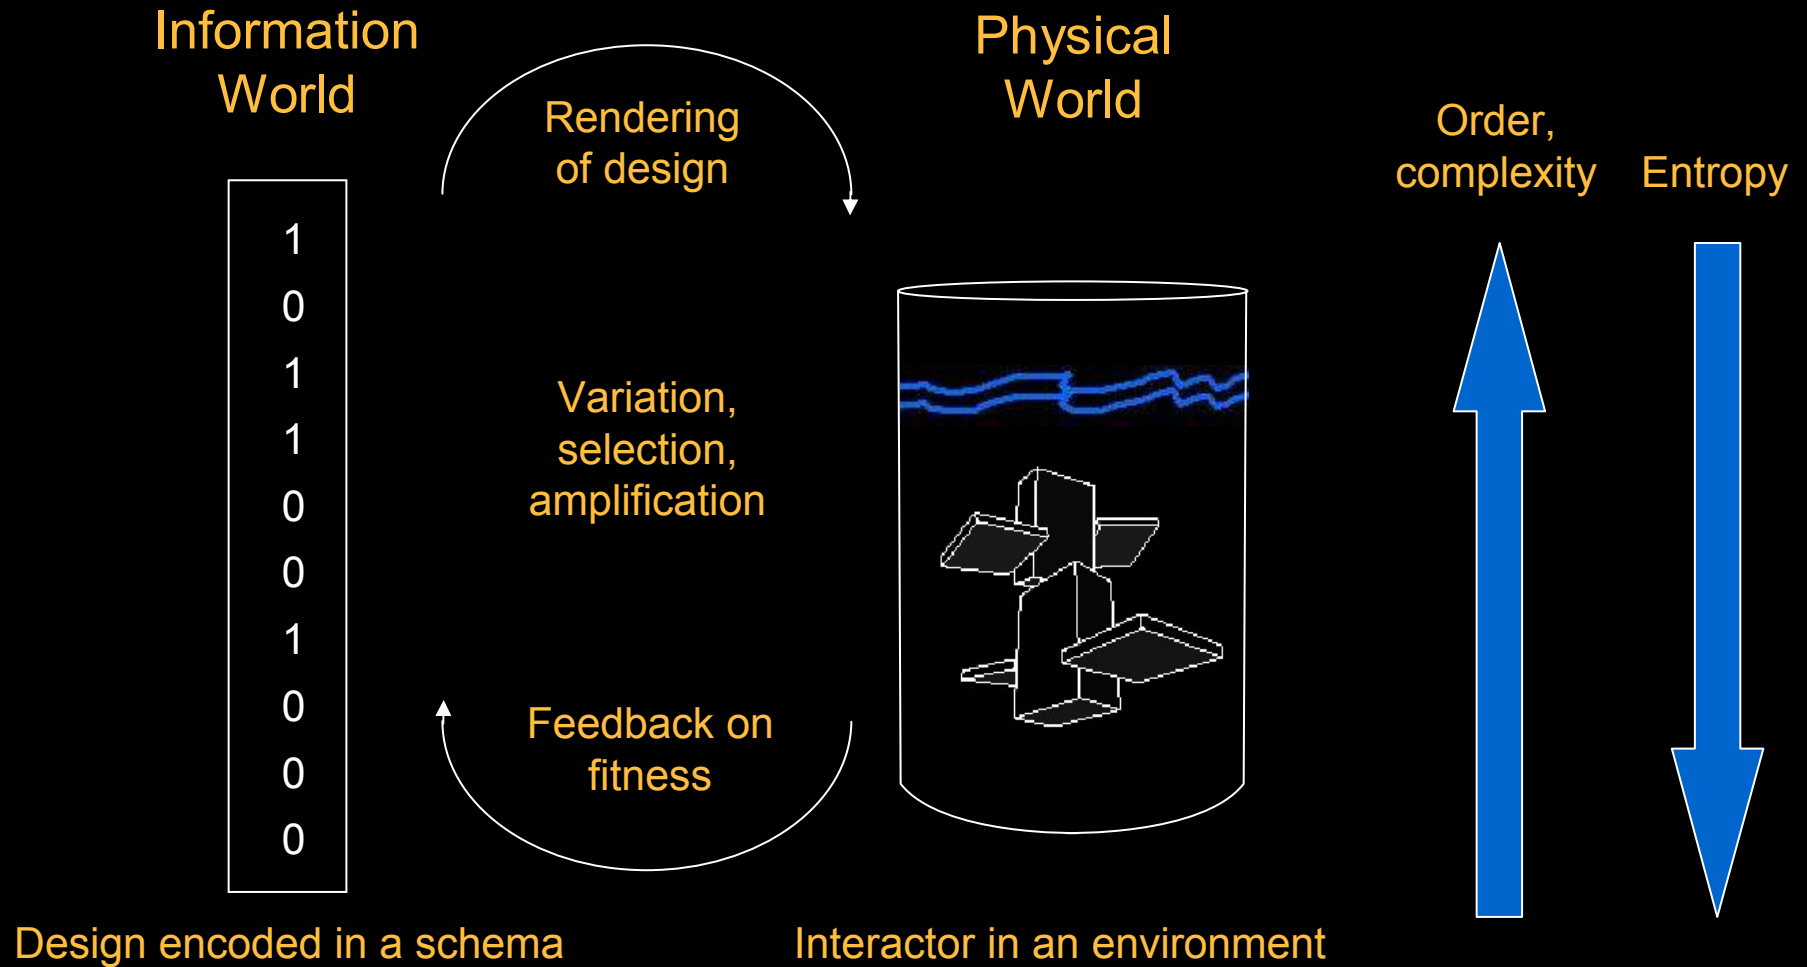 Information
World
Physical
World
Rendering
of design
Order,
complexity
Entropy
1
0
1
1
0
0
1
0
0
0
Variation,
selection,
amplification
Feedback on
fitness
Design encoded in a schema
Interactor in an environment